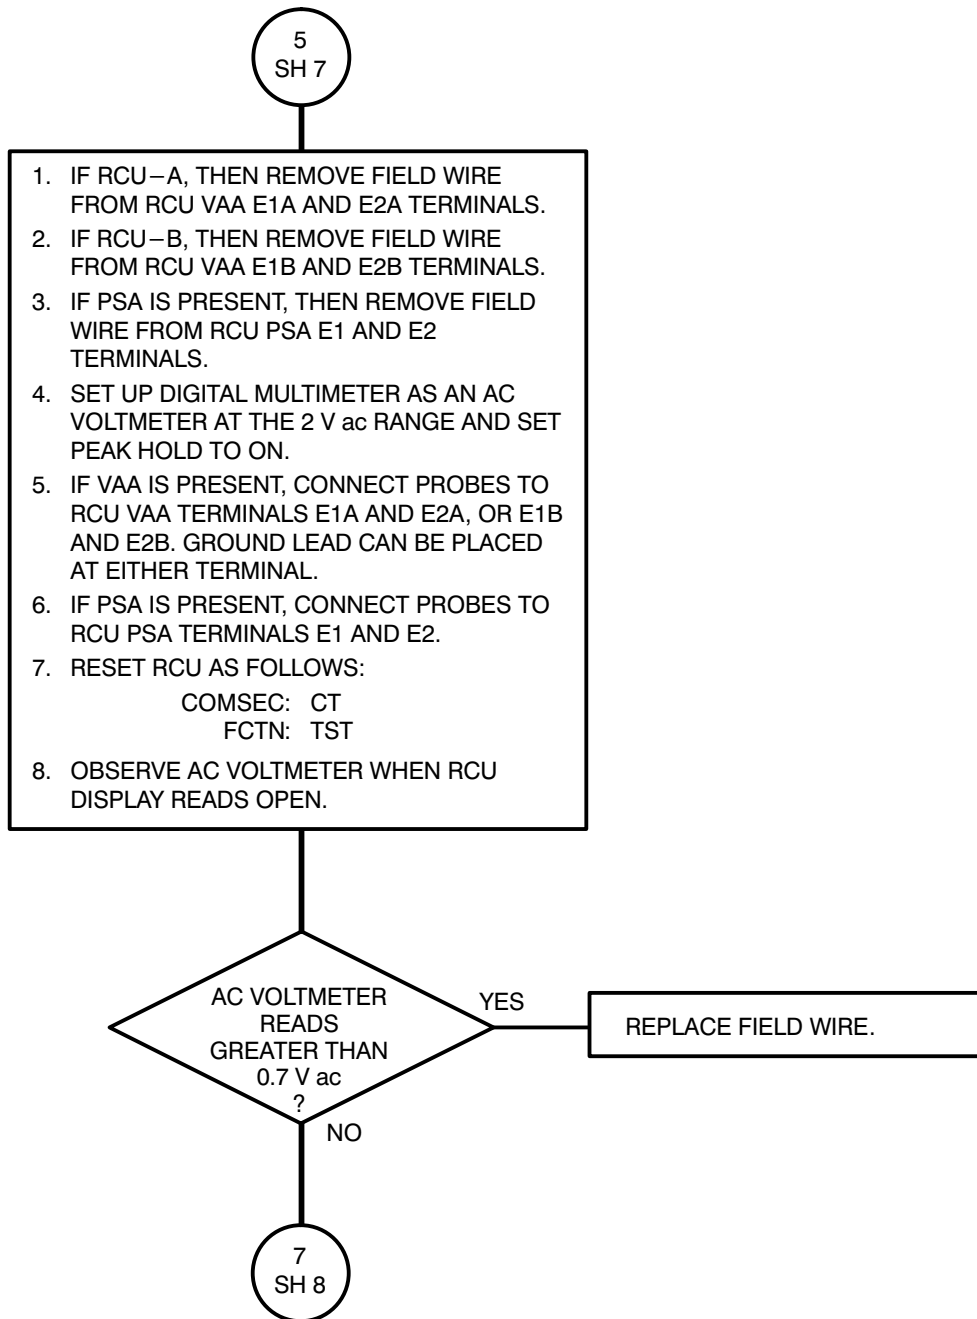 5
SH 7
1. IF RCU–A, THEN REMOVE FIELD WIRE
FROM RCU VAA E1A AND E2A TERMINALS.
2. IF RCU–B, THEN REMOVE FIELD WIRE
FROM RCU VAA E1B AND E2B TERMINALS.
3. IF PSA IS PRESENT, THEN REMOVE FIELD
WIRE FROM RCU PSA E1 AND E2
TERMINALS.
4. SET UP DIGITAL MULTIMETER AS AN AC
VOLTMETER AT THE 2 V ac RANGE AND SET
PEAK HOLD TO ON.
5. IF VAA IS PRESENT, CONNECT PROBES TO
RCU VAA TERMINALS E1A AND E2A, OR E1B
AND E2B. GROUND LEAD CAN BE PLACED
AT EITHER TERMINAL.
6. IF PSA IS PRESENT, CONNECT PROBES TO
RCU PSA TERMINALS E1 AND E2.
7. RESET RCU AS FOLLOWS:
COMSEC: CT
FCTN: TST
8. OBSERVE AC VOLTMETER WHEN RCU
DISPLAY READS OPEN.
AC VOLTMETER
READS
GREATER THAN
0.7 V ac
?
YES
REPLACE FIELD WIRE.
NO
7
SH 8